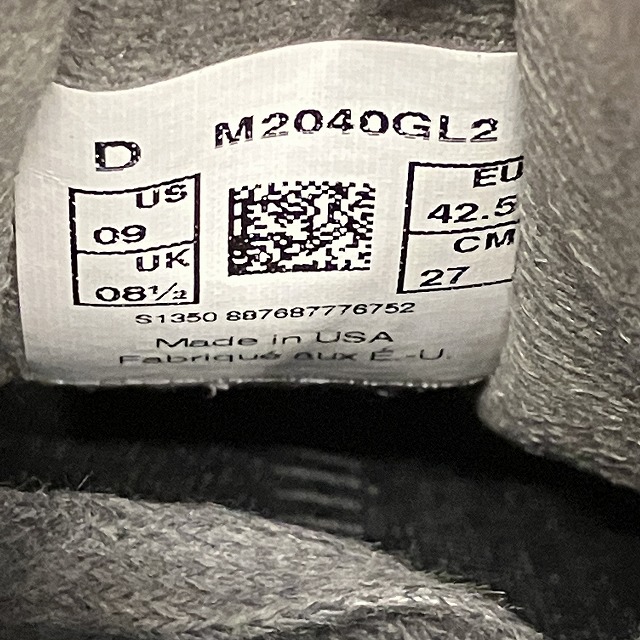 D M2040GL2
US
09
UK
08½
EU
42.5
CM
27
S1350 887687776752
Made in USA
Fabriqué aux É.-U.